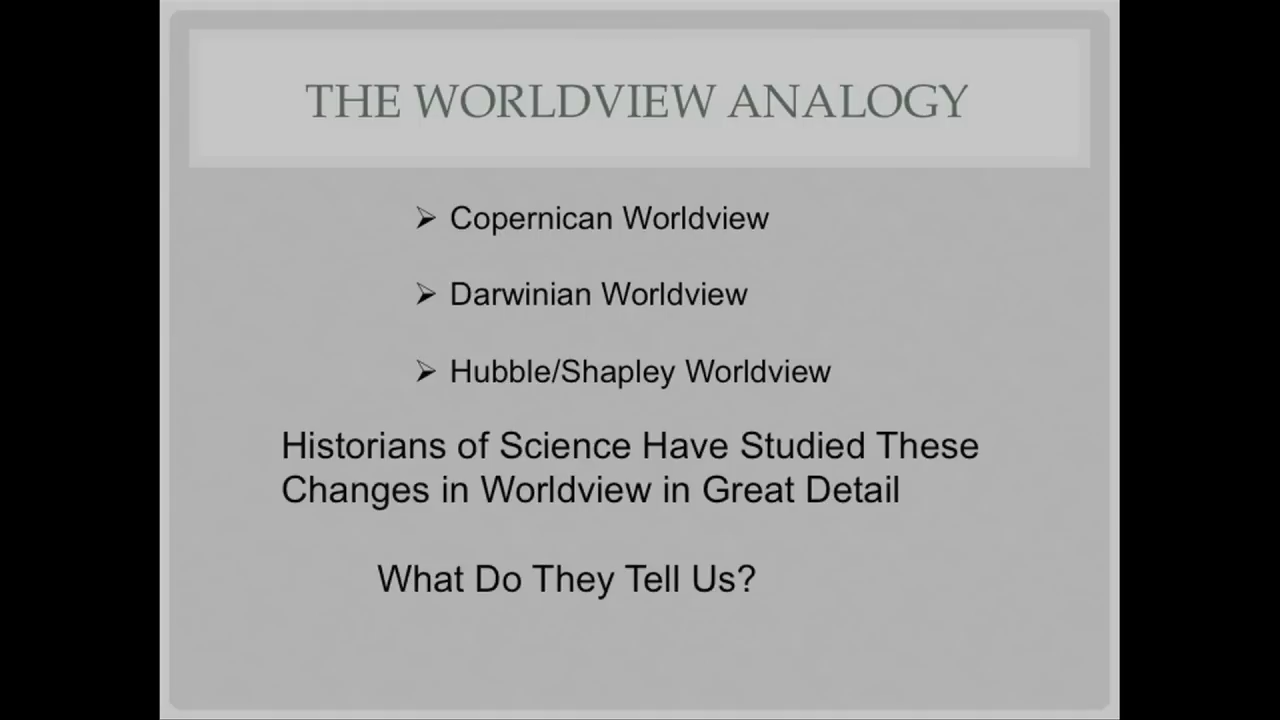 THE WORLDVIEW ANALOGY
➢ Copernican Worldview
➢ Darwinian Worldview
➢ Hubble/Shapley Worldview
Historians of Science Have Studied These
Changes in Worldview in Great Detail
What Do They Tell Us?